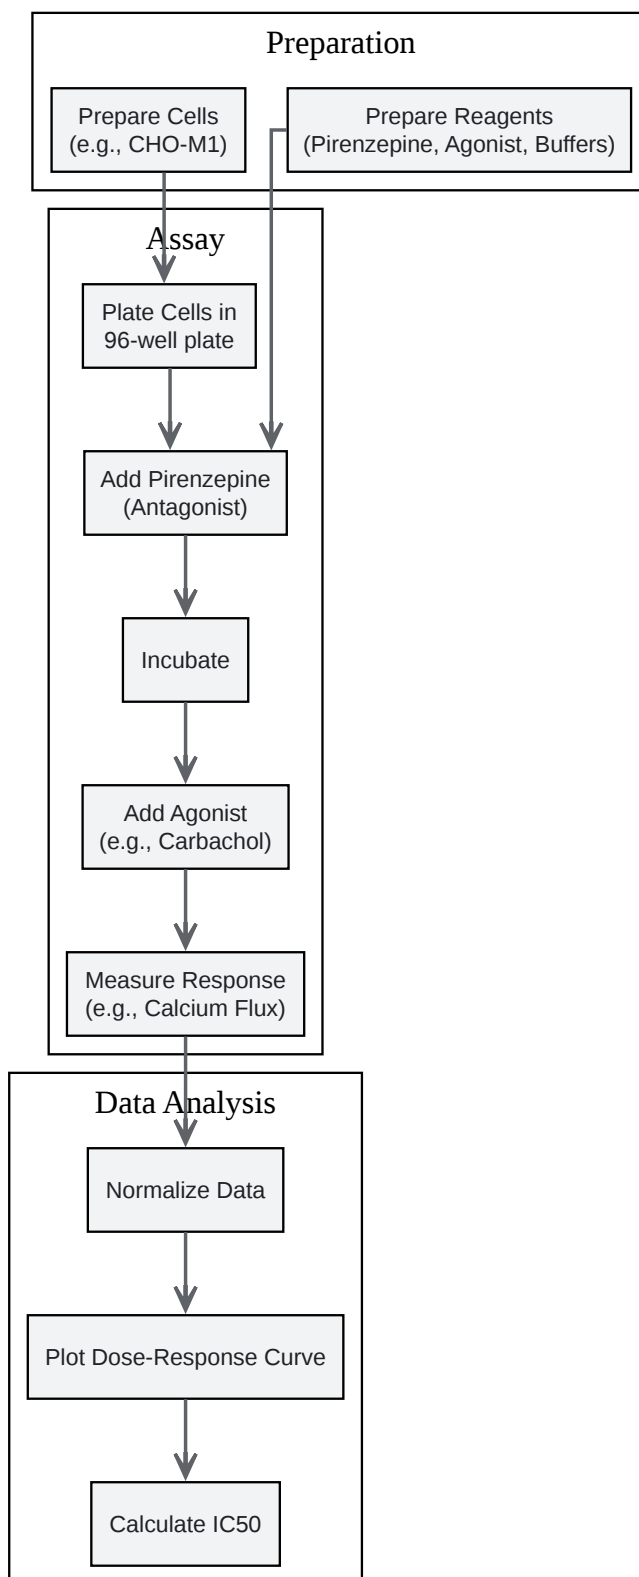 Preparation
Prepare Cells
(e.g., CHO-M1)
Prepare Reagents
(Pirenzepine, Agonist, Buffers)
Assay
Plate Cells in
96-well plate
Add Pirenzepine
(Antagonist)
Incubate
Add Agonist
(e.g., Carbachol)
Measure Response
(e.g., Calcium Flux)
Data Analysis
Normalize Data
Plot Dose-Response Curve
Calculate IC50